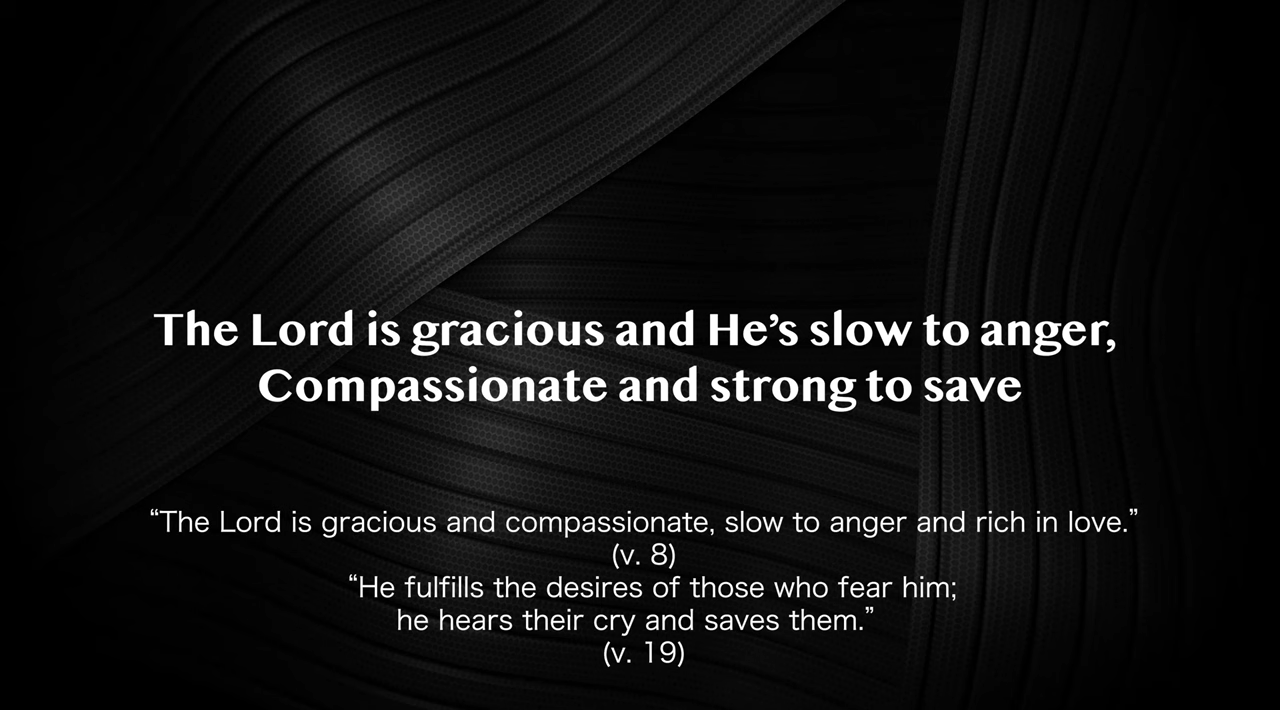 The Lord is gracious and He’s slow to anger,
Compassionate and strong to save
“The Lord is gracious and compassionate, slow to anger and rich in love.”
(v. 8)
“He fulfills the desires of those who fear him;
he hears their cry and saves them.”
(v. 19)